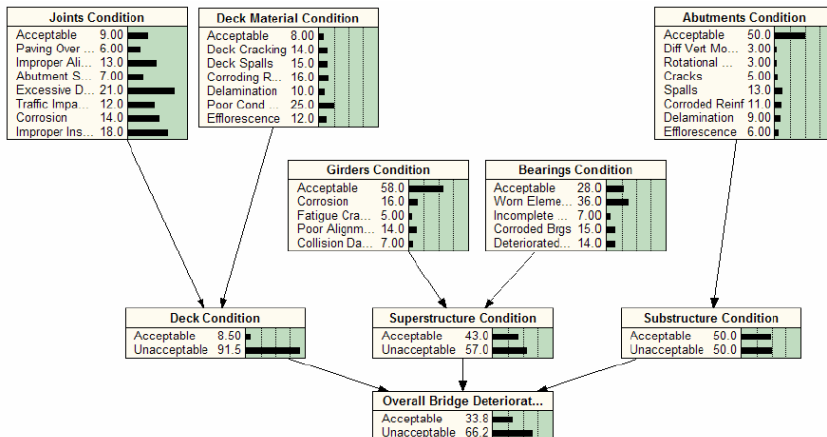 Joints Condition
Acceptable 9.00
Paving Over ... 6.00
Improper Ali... 13.0
Abutment S... 7.00
Excessive D... 21.0
Traffic Impa... 12.0
Corrosion 14.0
Improper Ins... 18.0
Deck Material Condition
Acceptable 8.00
Deck Cracking 14.0
Deck Spalls 15.0
Corroding R... 16.0
Delamination 10.0
Poor Cond ... 25.0
Efflorescence 12.0
Abutments Condition
Acceptable 50.0
Diff Vert Mo... 3.00
Rotational ... 3.00
Cracks 5.00
Spalls 13.0
Corroded Reinf 11.0
Delamination 9.00
Efflorescence 6.00
Girders Condition
Acceptable 58.0
Corrosion 16.0
Fatigue Cra... 5.00
Poor Alignm... 14.0
Collision Da... 7.00
Bearings Condition
Acceptable 28.0
Worn Eleme... 36.0
Incomplete ... 7.00
Corroded Brgs 15.0
Deteriorated... 14.0
Deck Condition
Acceptable 8.50
Unacceptable 91.5
Superstructure Condition
Acceptable 43.0
Unacceptable 57.0
Substructure Condition
Acceptable 50.0
Unacceptable 50.0
Overall Bridge Deteriorat...
Acceptable 33.8
Unacceptable 66.2